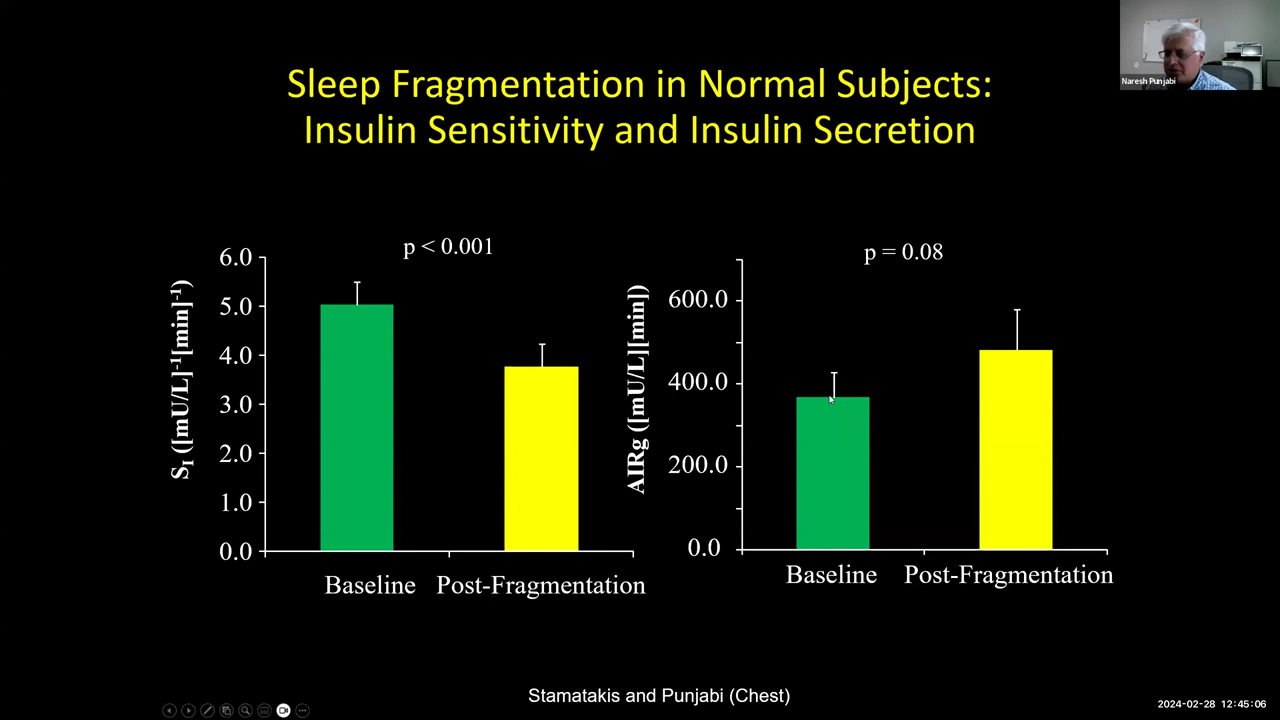 Naresh Punjabi
Sleep Fragmentation in Normal Subjects:
Insulin Sensitivity and Insulin Secretion
p < 0.001
6.0
5.0
4.0
3.0
2.0
1.0
0.0
S_I ([mU/L]⁻¹[min]⁻¹)
Baseline Post-Fragmentation
p = 0.08
600.0
400.0
200.0
0.0
AIRg ([mU/L][min])
Baseline Post-Fragmentation
Stamatakis and Punjabi (Chest)
2024-02-28 12:45:06